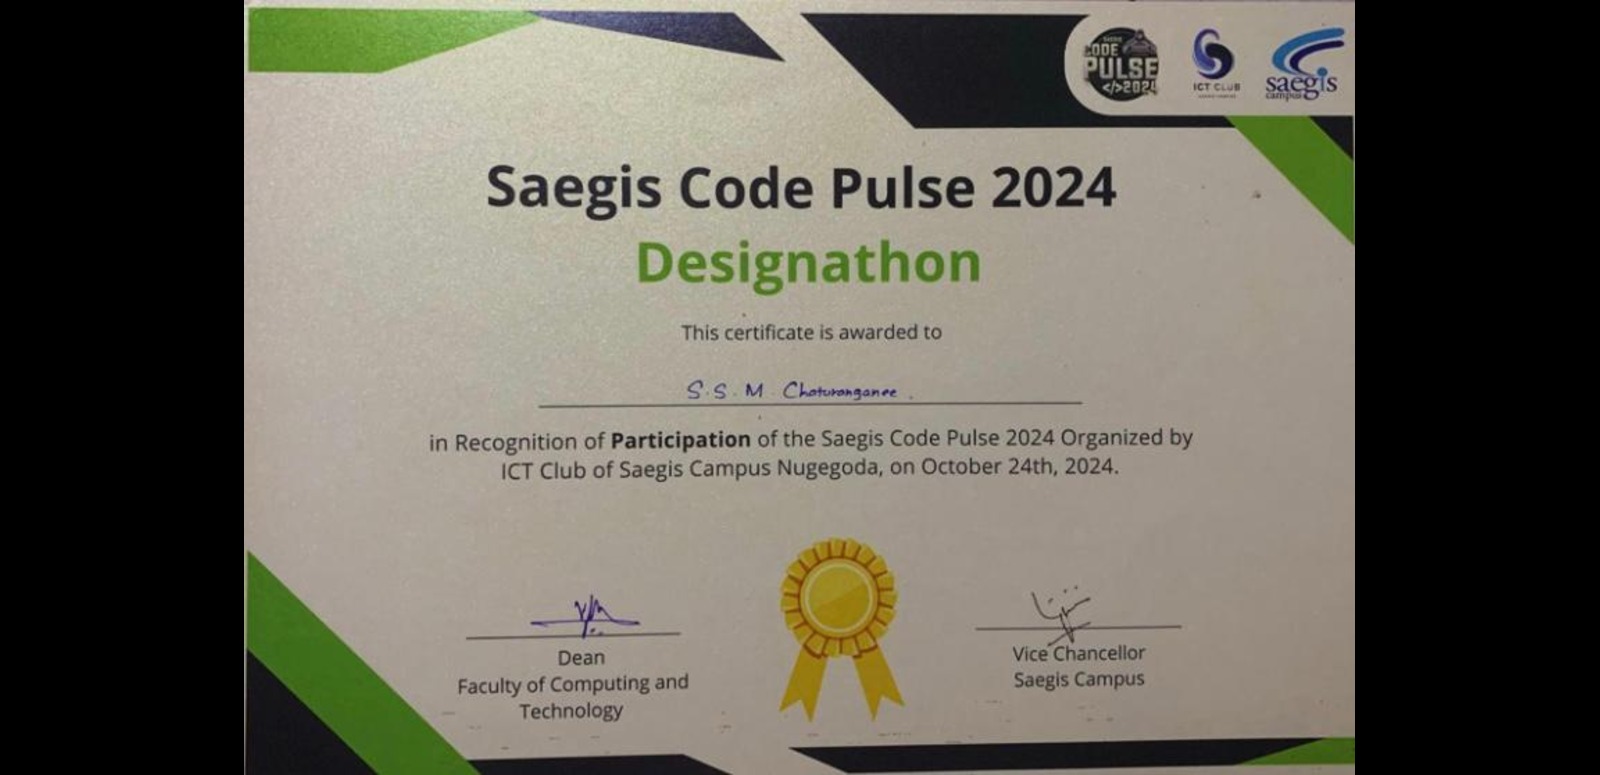 SAEGIS
CODE
PULSE
</>2024
ICT CLUB
saegis
campus
Saegis Code Pulse 2024
Designathon
This certificate is awarded to
S.S.M. Chaturanganee.
in Recognition of Participation of the Saegis Code Pulse 2024 Organized by
ICT Club of Saegis Campus Nugegoda, on October 24th, 2024.
Dean
Faculty of Computing and
Technology
Vice Chancellor
Saegis Campus